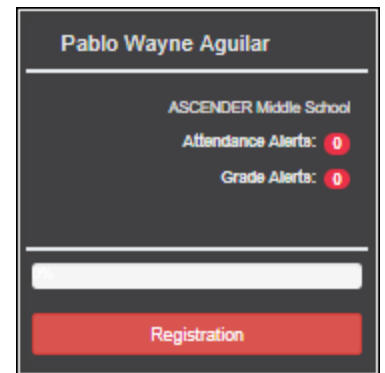 Pablo Wayne Aguilar
ASCENDER Middle School
Attendance Alerts: 0
Grade Alerts: 0
Registration